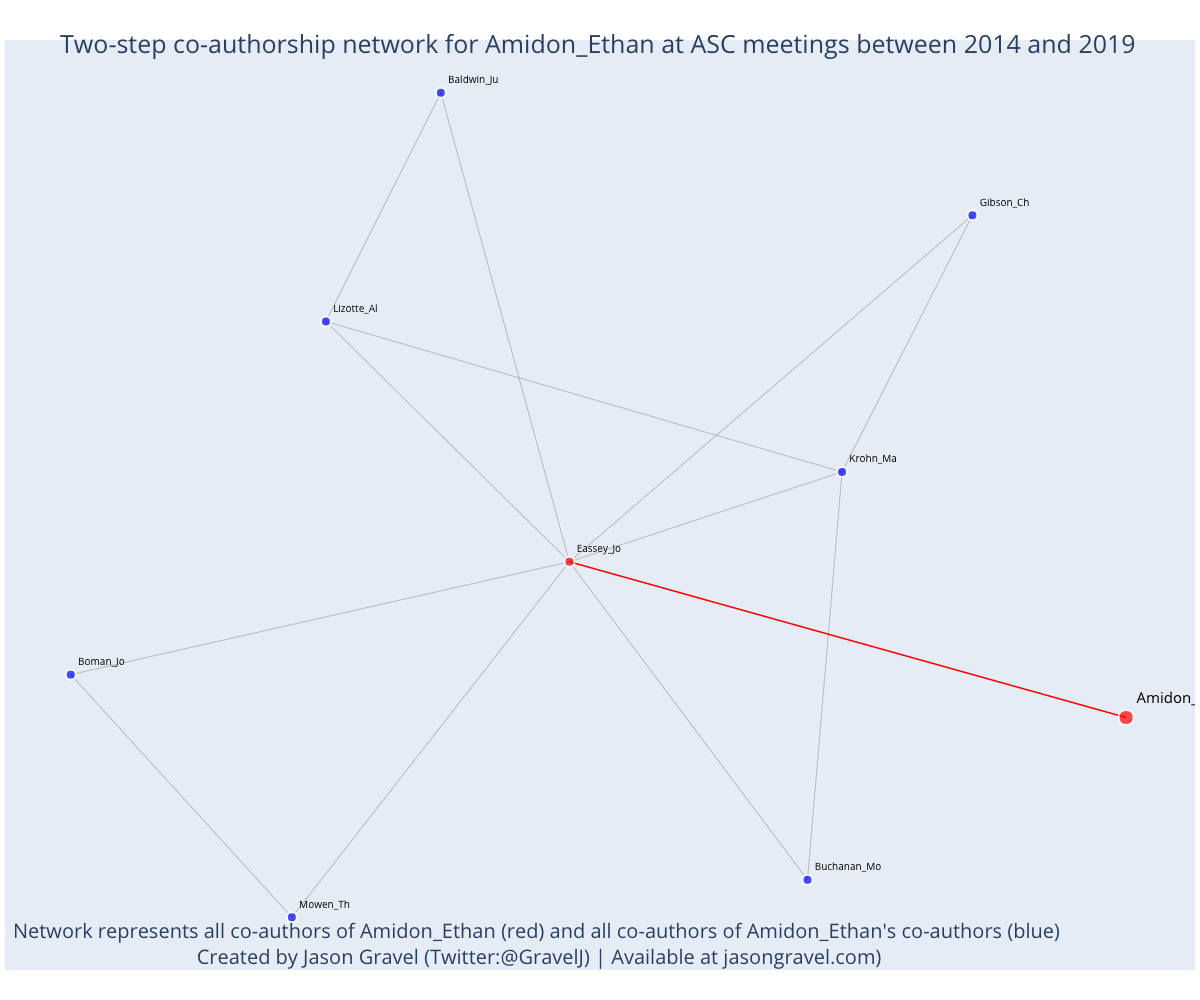 Two-step co-authorship network for Amidon_Ethan at ASC meetings between 2014 and 2019
Baldwin_Ju
Gibson_Ch
Lizotte_Al
Krohn_Ma
Eassey_Jo
Boman_Jo
Amidon_
Buchanan_Mo
Mowen_Th
Network represents all co-authors of Amidon_Ethan (red) and all co-authors of Amidon_Ethan's co-authors (blue)
Created by Jason Gravel (Twitter:@GravelJ) | Available at jasongravel.com)